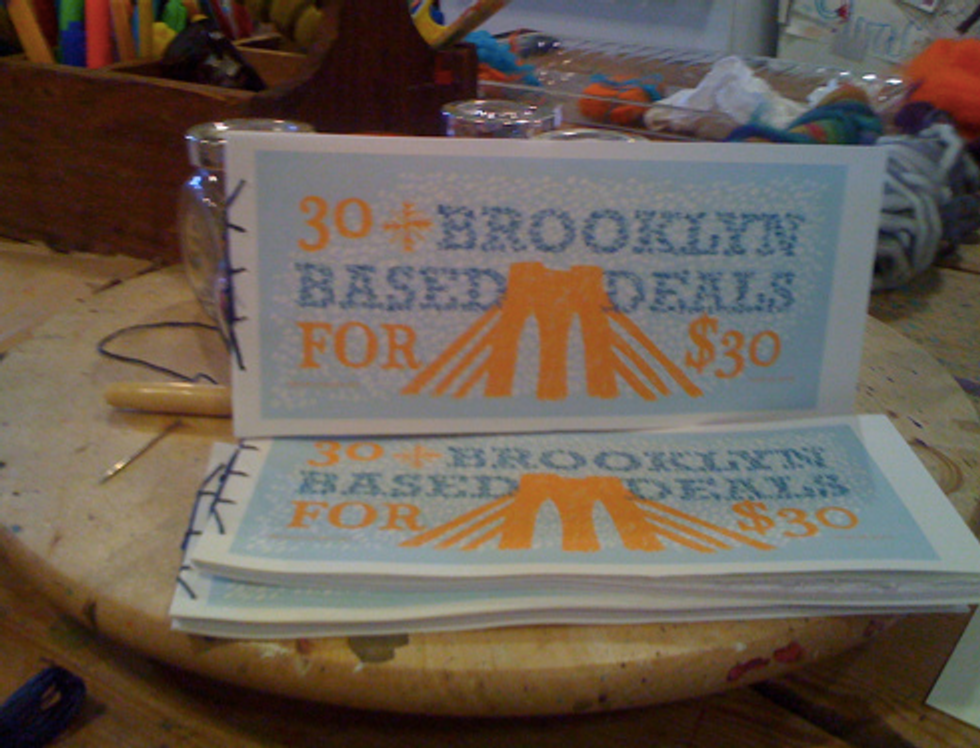 30 + BROOKLYN
BASED DEALS
FOR $30
30 + BROOKLYN
BASED DEALS
FOR $30